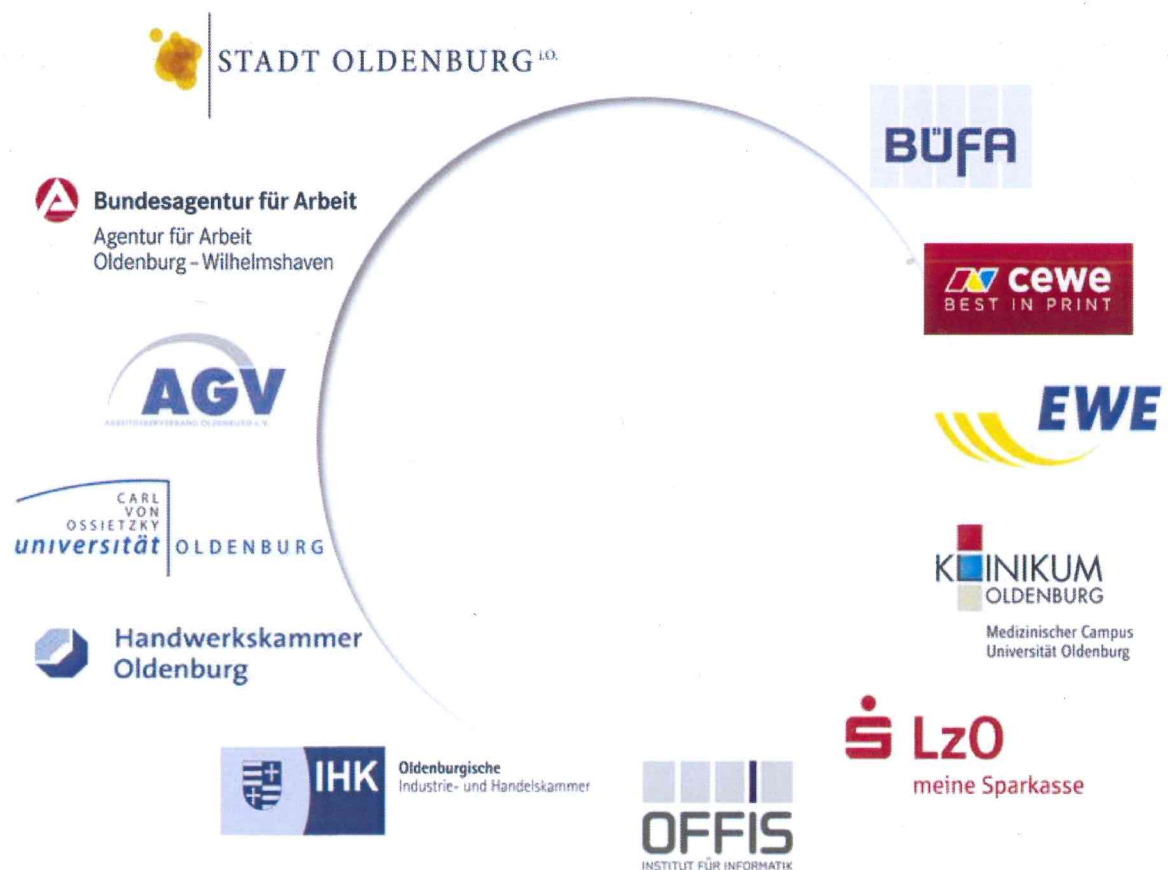 STADT OLDENBURG i.O.
BÜFA
Bundesagentur für Arbeit
Agentur für Arbeit
Oldenburg – Wilhelmshaven
cewe
BEST IN PRINT
AGV
ARBEITGEBERVERBAND OLDENBURG e.V.
EWE
CARL
VON
OSSIETZKY
universität OLDENBURG
KLINIKUM
OLDENBURG
Medizinischer Campus
Universität Oldenburg
Handwerkskammer
Oldenburg
LzO
meine Sparkasse
IHK
Oldenburgische
Industrie- und Handelskammer
OFFIS
INSTITUT FÜR INFORMATIK